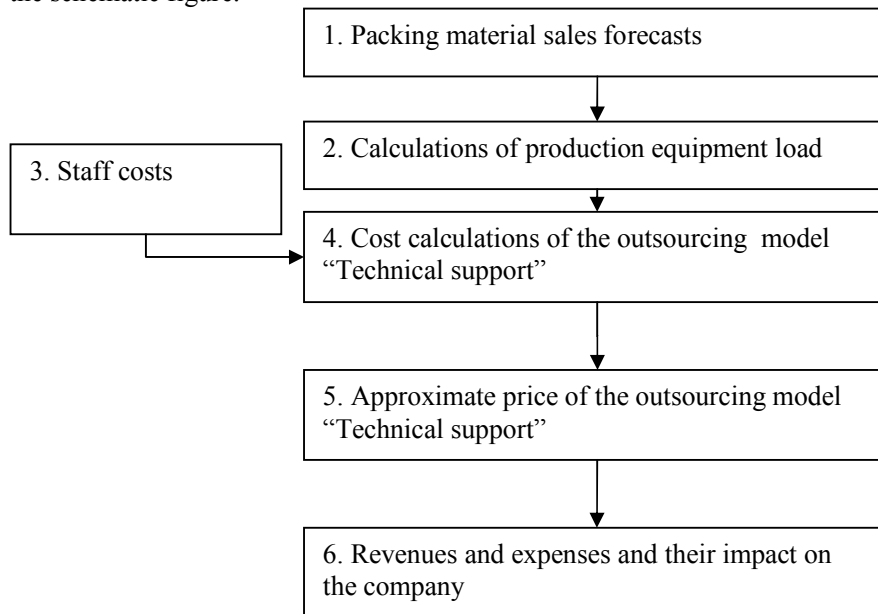 the schematic figure.
1. Packing material sales forecasts
2. Calculations of production equipment load
3. Staff costs
4. Cost calculations of the outsourcing model
“Technical support”
5. Approximate price of the outsourcing model
“Technical support”
6. Revenues and expenses and their impact on
the company